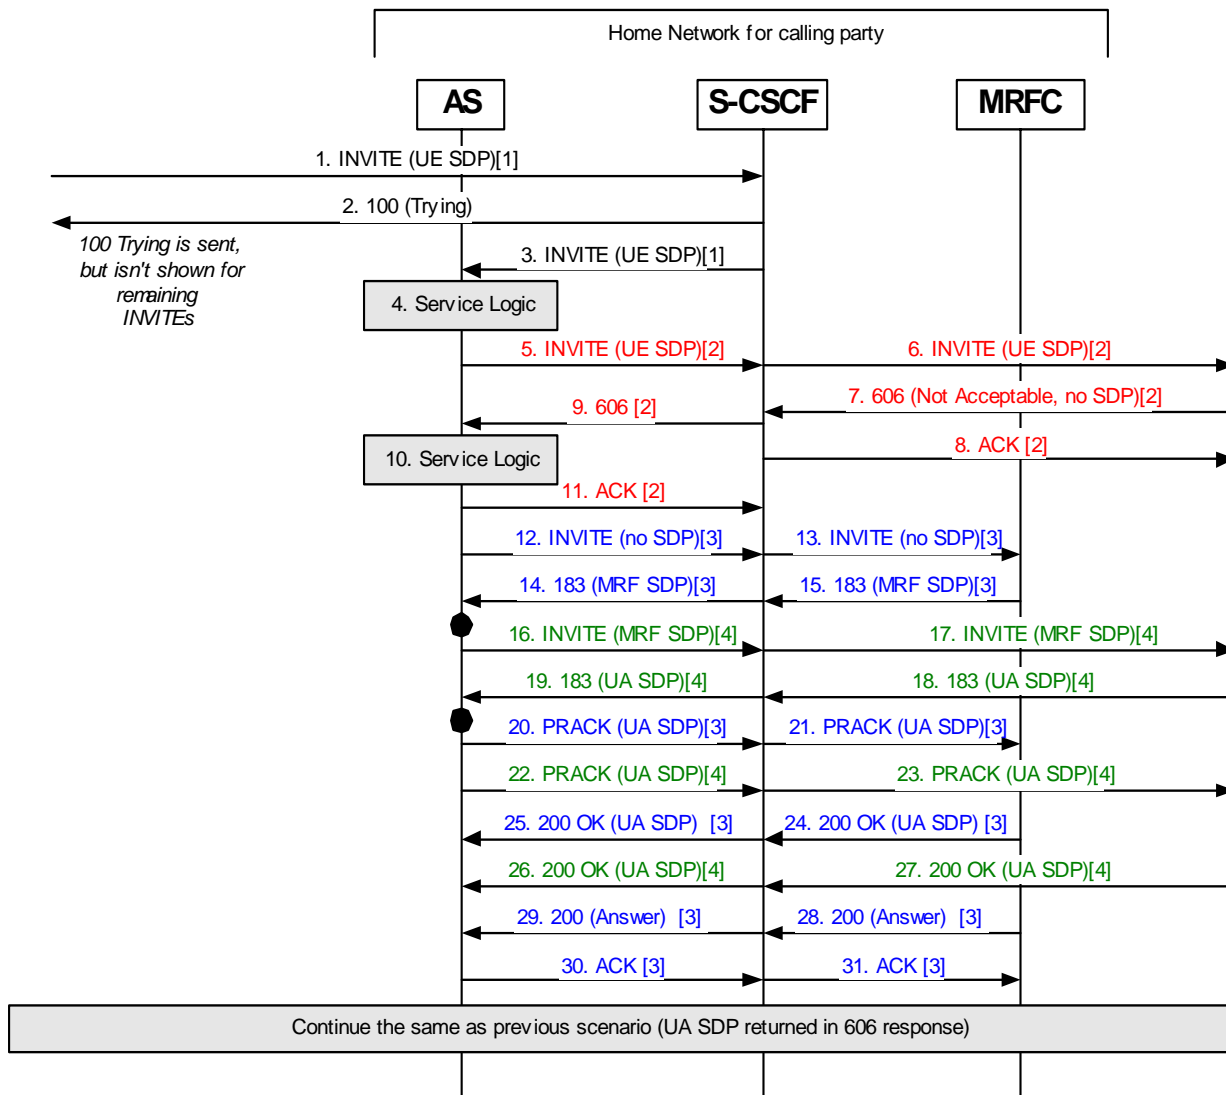 Home Network for calling party
AS
S-CSCF
MRFC
1. INVITE (UE SDP)[1]
2. 100 (Trying)
100 Trying is sent,
but isn't shown for
remaining
INVITEs
3. INVITE (UE SDP)[1]
4. Service Logic
5. INVITE (UE SDP)[2]
6. INVITE (UE SDP)[2]
7. 606 (Not Acceptable, no SDP)[2]
9. 606 [2]
10. Service Logic
8. ACK [2]
11. ACK [2]
12. INVITE (no SDP)[3]
13. INVITE (no SDP)[3]
14. 183 (MRF SDP)[3]
15. 183 (MRF SDP)[3]
16. INVITE (MRF SDP)[4]
17. INVITE (MRF SDP)[4]
19. 183 (UA SDP)[4]
18. 183 (UA SDP)[4]
20. PRACK (UA SDP)[3]
21. PRACK (UA SDP)[3]
22. PRACK (UA SDP)[4]
23. PRACK (UA SDP)[4]
25. 200 OK (UA SDP) [3]
24. 200 OK (UA SDP) [3]
26. 200 OK (UA SDP)[4]
27. 200 OK (UA SDP)[4]
29. 200 (Answer) [3]
28. 200 (Answer) [3]
30. ACK [3]
31. ACK [3]
Continue the same as previous scenario (UA SDP returned in 606 response)